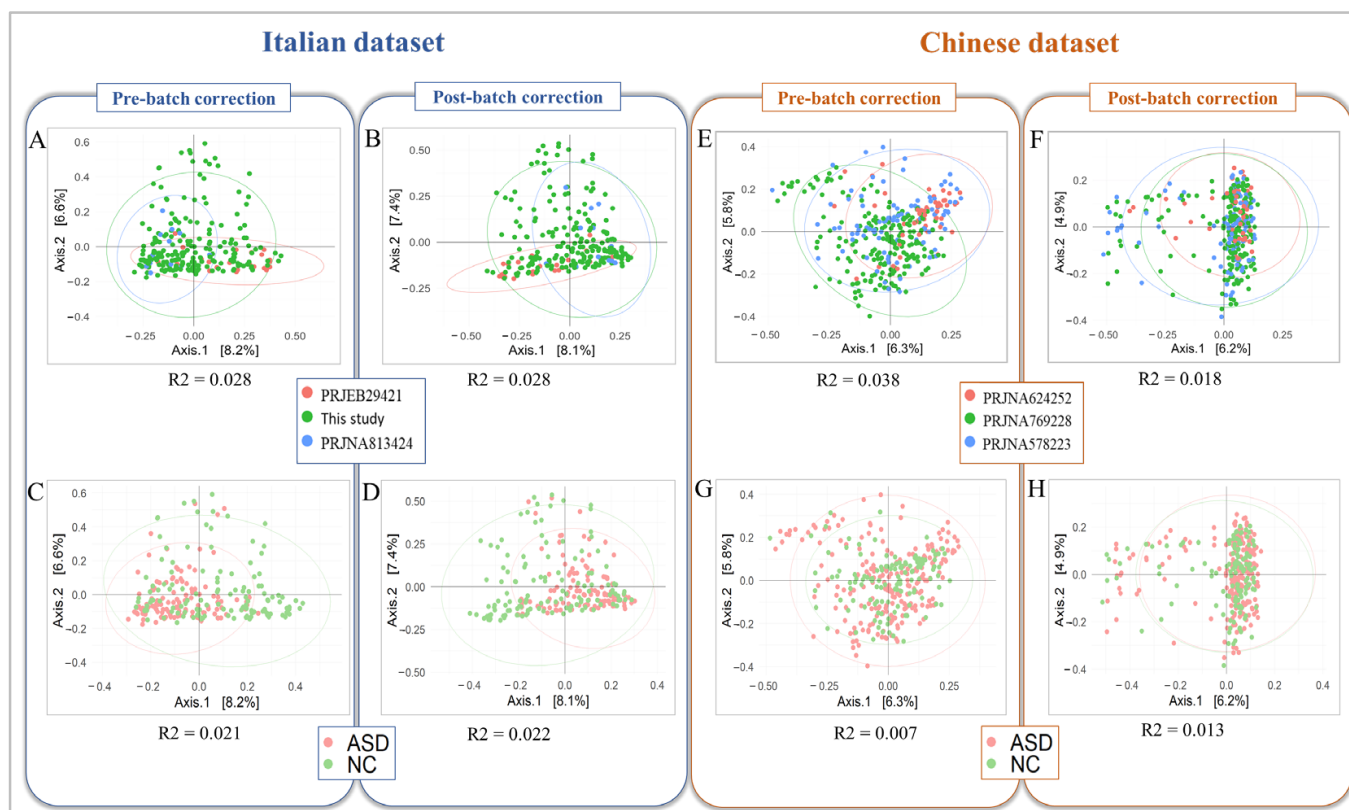 Italian dataset
Chinese dataset
Pre-batch correction
Post-batch correction
Pre-batch correction
Post-batch correction
A
0.6
0.4
0.2
0.0
−0.2
−0.4
Axis.2 [6.6%]
−0.25
0.00
0.25
0.50
Axis.1 [8.2%]
R2 = 0.028
B
0.50
0.25
0.00
−0.25
Axis.2 [7.4%]
−0.50
−0.25
0.00
0.25
Axis.1 [8.1%]
R2 = 0.028
E
0.4
0.2
0.0
−0.2
−0.4
Axis.2 [5.8%]
−0.50
−0.25
0.00
0.25
Axis.1 [6.3%]
R2 = 0.038
F
0.2
0.0
−0.2
−0.4
Axis.2 [4.9%]
−0.4
−0.2
0.0
0.2
0.4
Axis.1 [6.2%]
R2 = 0.018
PRJEB29421
This study
PRJNA813424
PRJNA624252
PRJNA769228
PRJNA578223
C
0.6
0.4
0.2
0.0
−0.2
−0.4
Axis.2 [6.6%]
−0.4
−0.2
0.0
0.2
0.4
Axis.1 [8.2%]
R2 = 0.021
D
0.50
0.25
0.00
−0.25
−0.50
Axis.2 [7.4%]
−0.4
−0.2
0.0
0.2
0.4
Axis.1 [8.1%]
R2 = 0.022
G
0.4
0.2
0.0
−0.2
−0.4
Axis.2 [5.8%]
−0.50
−0.25
0.00
0.25
Axis.1 [6.3%]
R2 = 0.007
H
0.2
0.0
−0.2
−0.4
Axis.2 [4.9%]
−0.4
−0.2
0.0
0.2
0.4
Axis.1 [6.2%]
R2 = 0.013
ASD
NC
ASD
NC